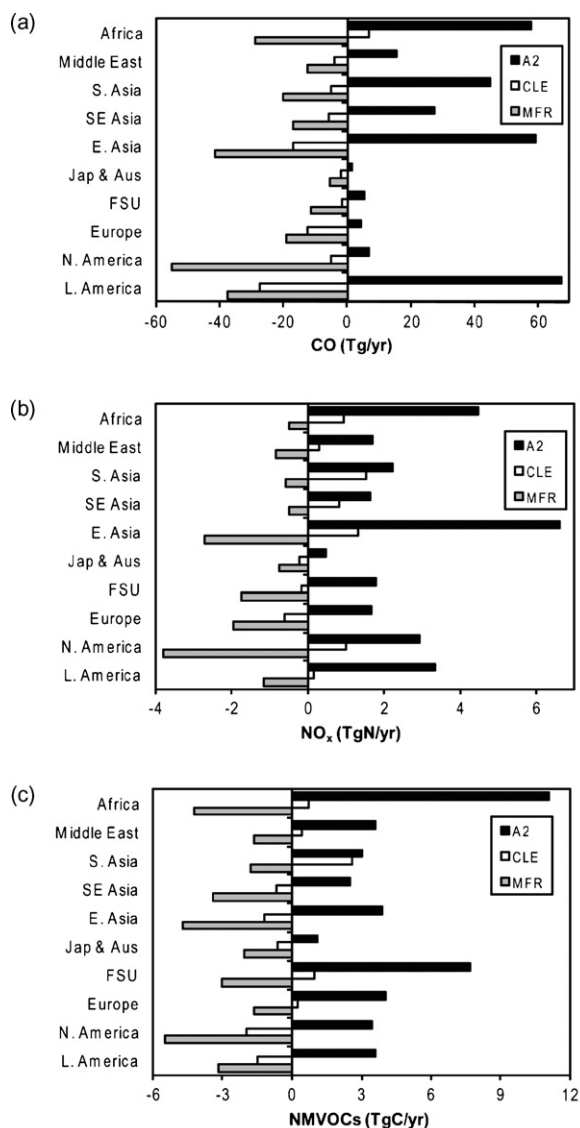 (a)
Africa
Middle East
S. Asia
SE Asia
E. Asia
Jap & Aus
FSU
Europe
N. America
L. America
A2
CLE
MFR
-60 -40 -20 0 20 40 60
CO (Tg/yr)
(b)
Africa
Middle East
S. Asia
SE Asia
E. Asia
Jap & Aus
FSU
Europe
N. America
L. America
A2
CLE
MFR
-4 -2 0 2 4 6
NOx (TgN/yr)
(c)
Africa
Middle East
S. Asia
SE Asia
E. Asia
Jap & Aus
FSU
Europe
N. America
L. America
A2
CLE
MFR
-6 -3 0 3 6 9 12
NMVOCs (TgC/yr)